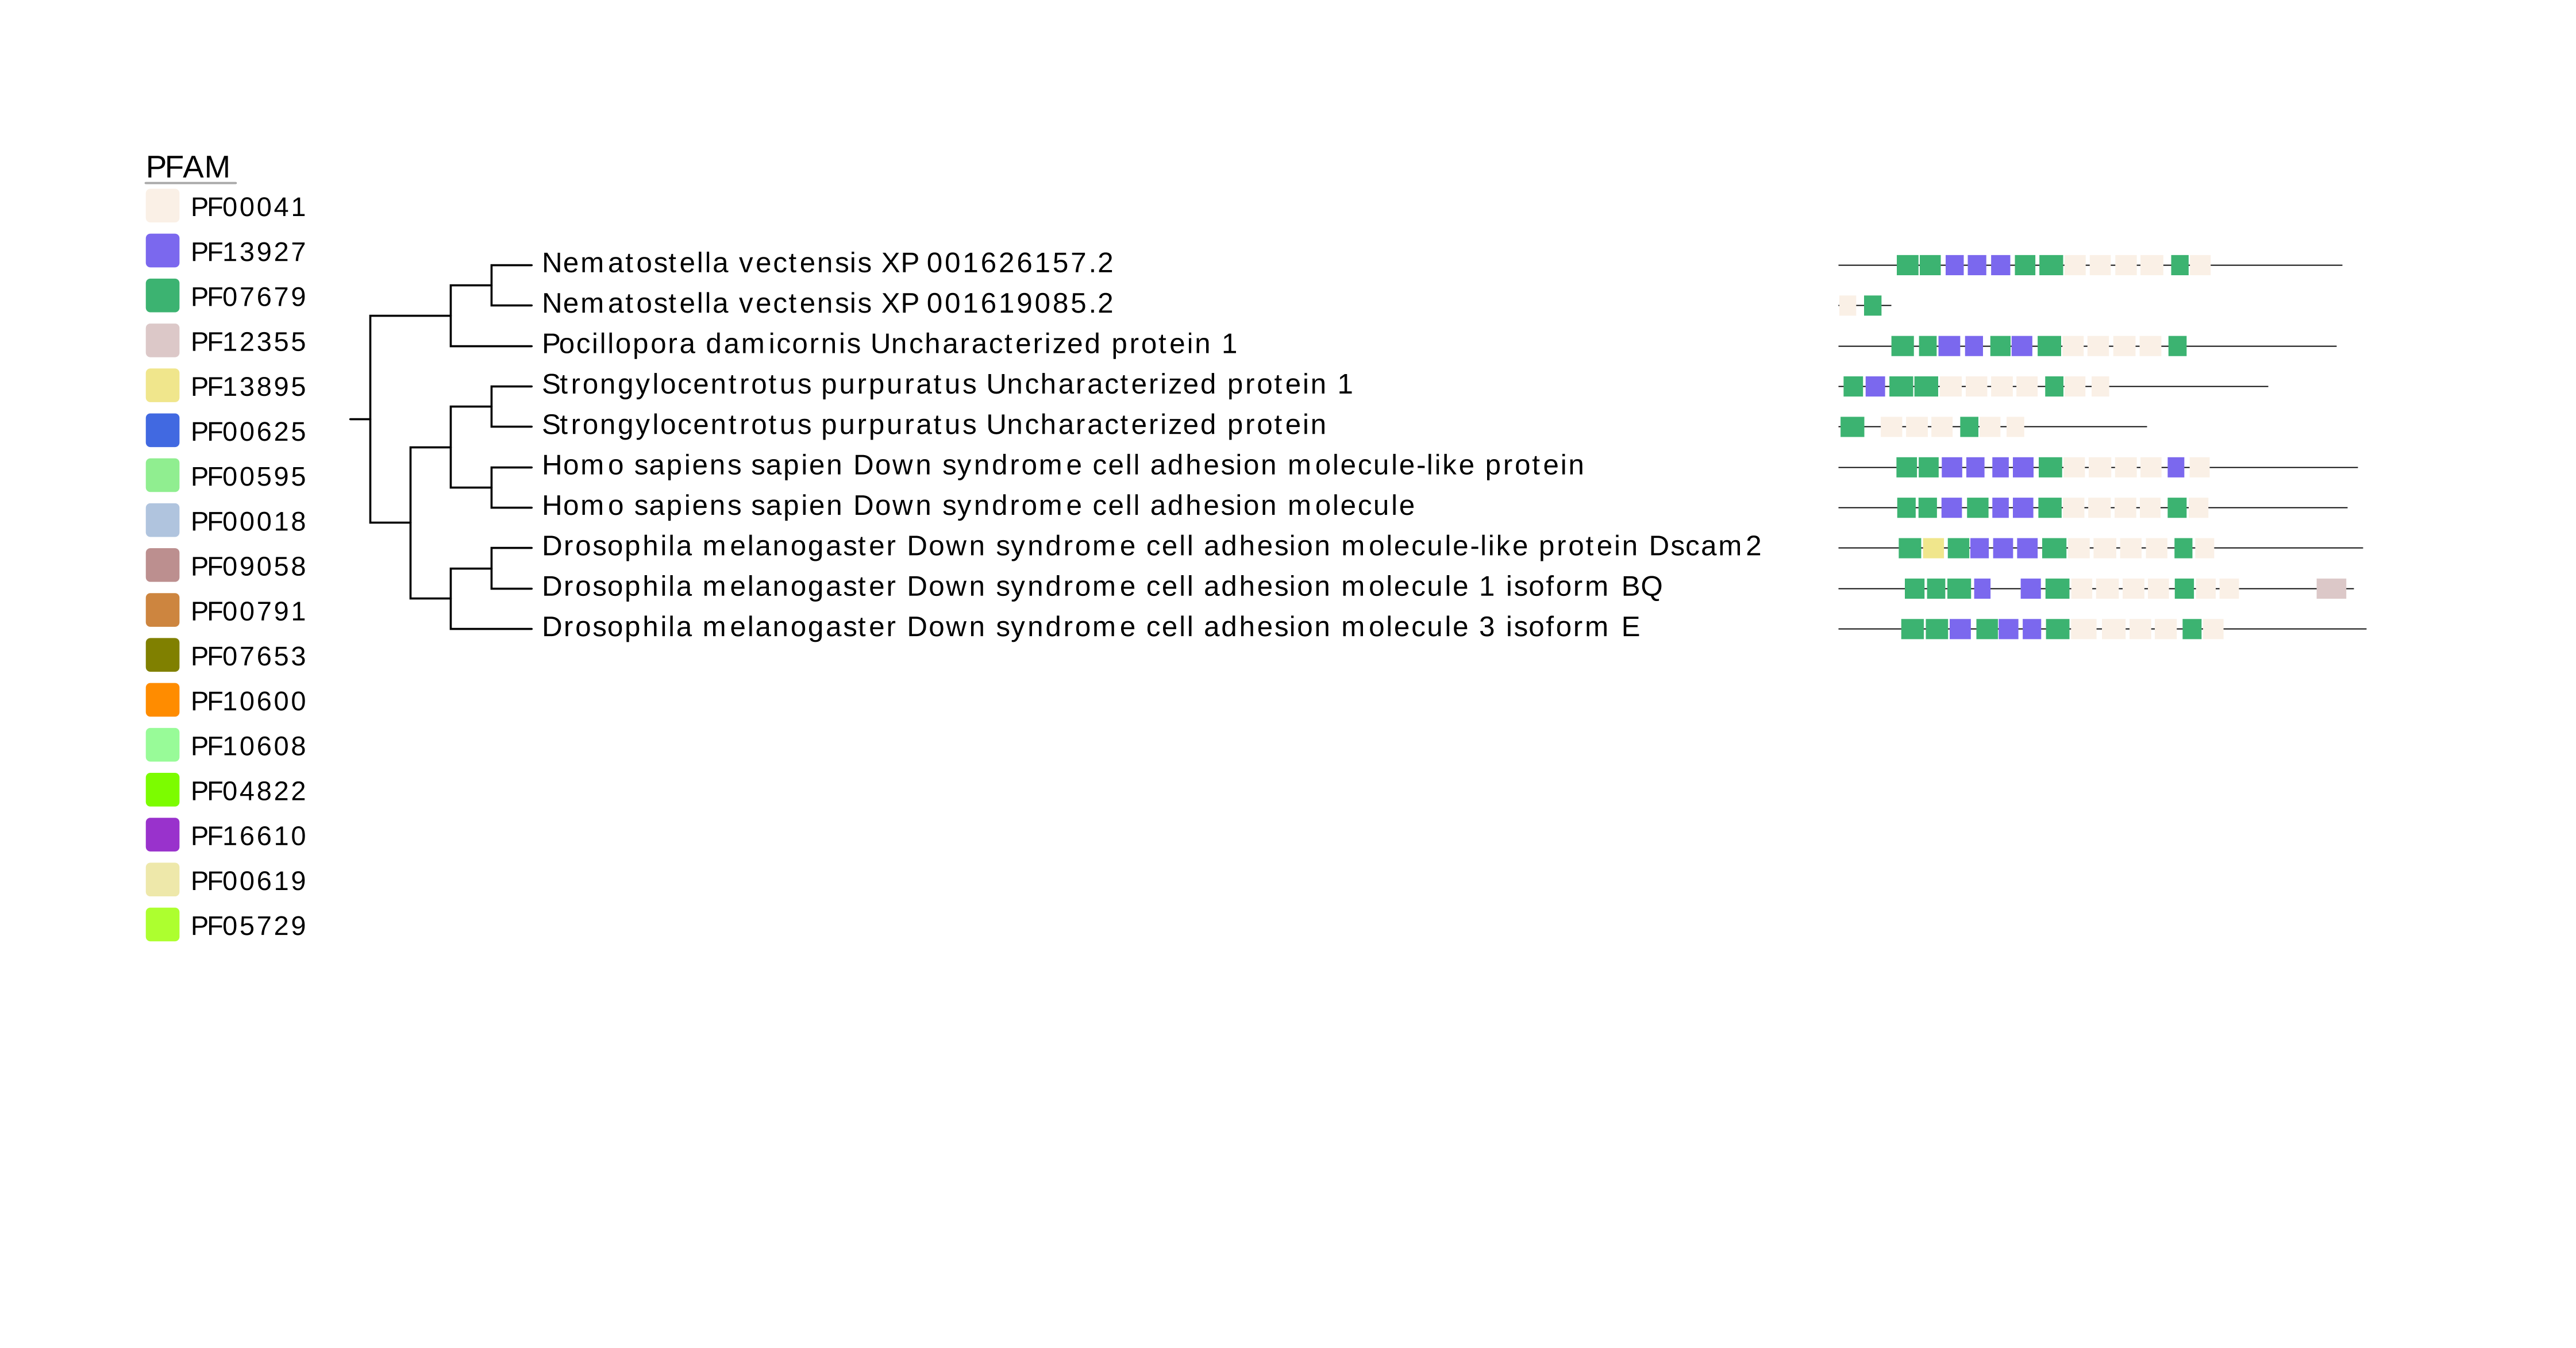 PFAM
PF00041
PF13927
PF07679
PF12355
PF13895
PF00625
PF00595
PF00018
PF09058
PF00791
PF07653
PF10600
PF10608
PF04822
PF16610
PF00619
PF05729
Nematostella vectensis XP 001626157.2
Nematostella vectensis XP 001619085.2
Pocillopora damicornis Uncharacterized protein 1
Strongylocentrotus purpuratus Uncharacterized protein 1
Strongylocentrotus purpuratus Uncharacterized protein
Homo sapiens sapien Down syndrome cell adhesion molecule-like protein
Homo sapiens sapien Down syndrome cell adhesion molecule
Drosophila melanogaster Down syndrome cell adhesion molecule-like protein Dscam2
Drosophila melanogaster Down syndrome cell adhesion molecule 1 isoform BQ
Drosophila melanogaster Down syndrome cell adhesion molecule 3 isoform E